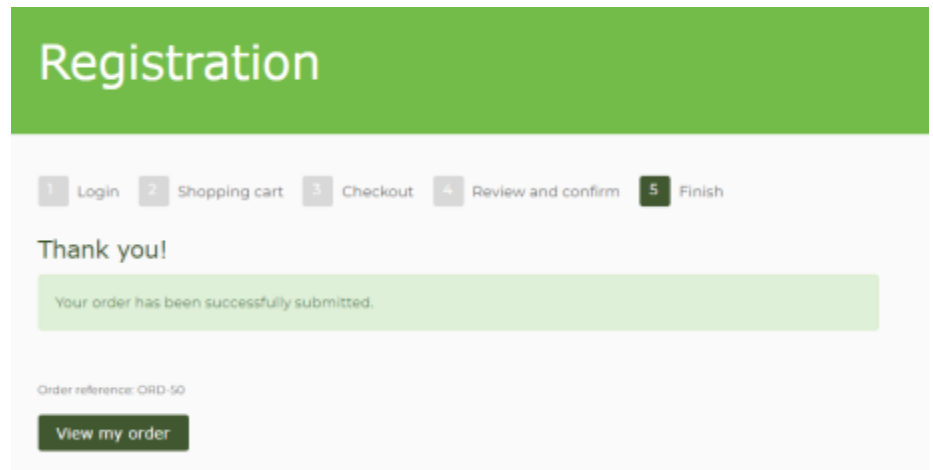 Registration
1 Login 2 Shopping cart 3 Checkout 4 Review and confirm 5 Finish
Thank you!
Your order has been successfully submitted.
Order reference: ORD-50
View my order